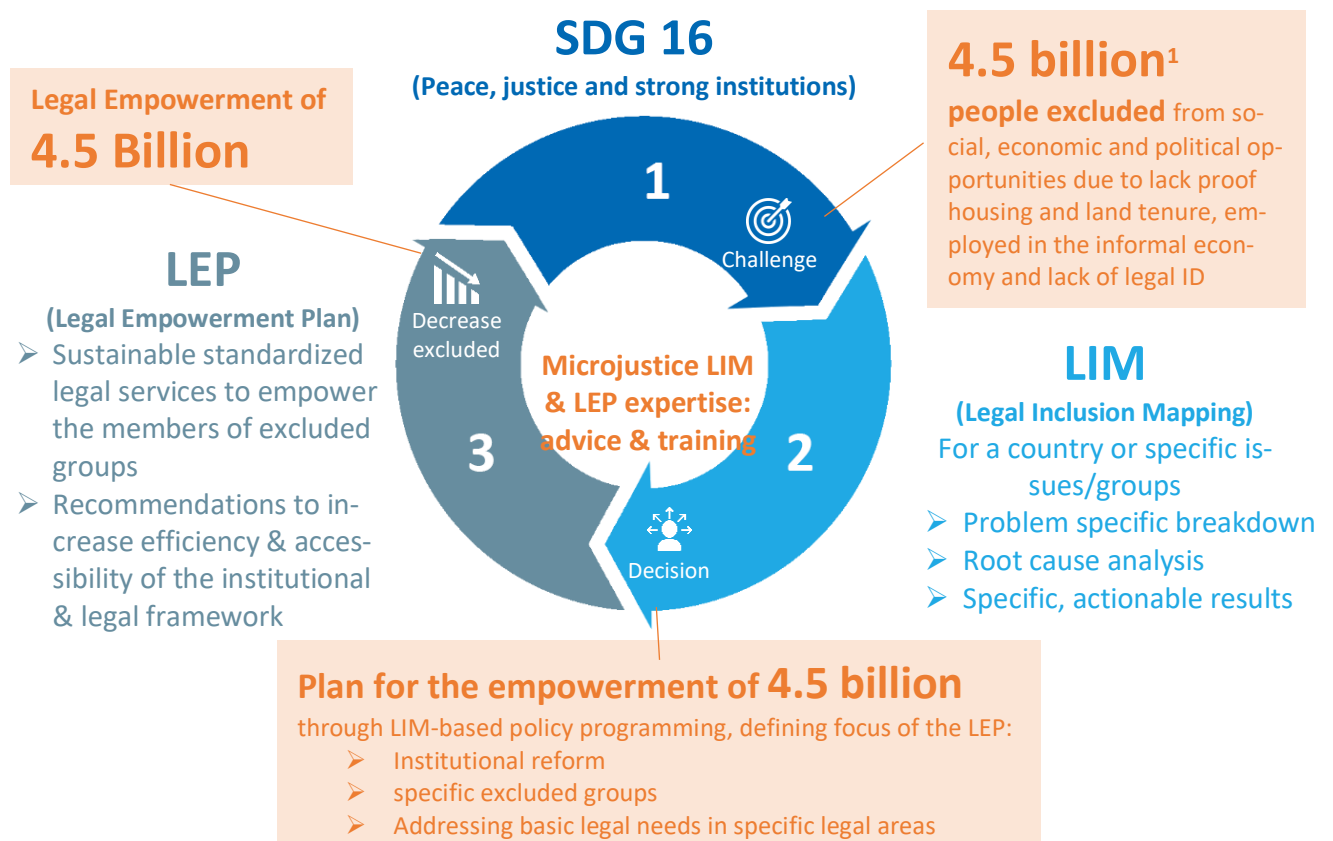 SDG 16
(Peace, justice and strong institutions)
Legal Empowerment of
4.5 Billion
4.5 billion¹
people excluded from so-
cial, economic and political op-
portunities due to lack proof
housing and land tenure, em-
ployed in the informal econ-
omy and lack of legal ID
1
Challenge
LEP
(Legal Empowerment Plan)
➢ Sustainable standardized
legal services to empower
the members of excluded
groups
➢ Recommendations to in-
crease efficiency & acces-
sibility of the institutional
& legal framework
Decrease
excluded
3
Microjustice LIM
& LEP expertise:
advice & training
2
Decision
LIM
(Legal Inclusion Mapping)
For a country or specific is-
sues/groups
➢ Problem specific breakdown
➢ Root cause analysis
➢ Specific, actionable results
Plan for the empowerment of 4.5 billion
through LIM-based policy programming, defining focus of the LEP:
➢ Institutional reform
➢ specific excluded groups
➢ Addressing basic legal needs in specific legal areas